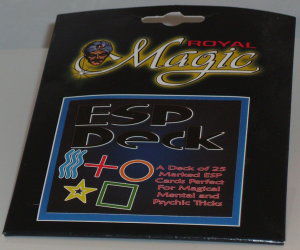 ROYAL
Magic
ESP
Deck
A Deck of 25
Marked ESP
Cards Perfect
For Magical
Mental and
Psychic Tricks